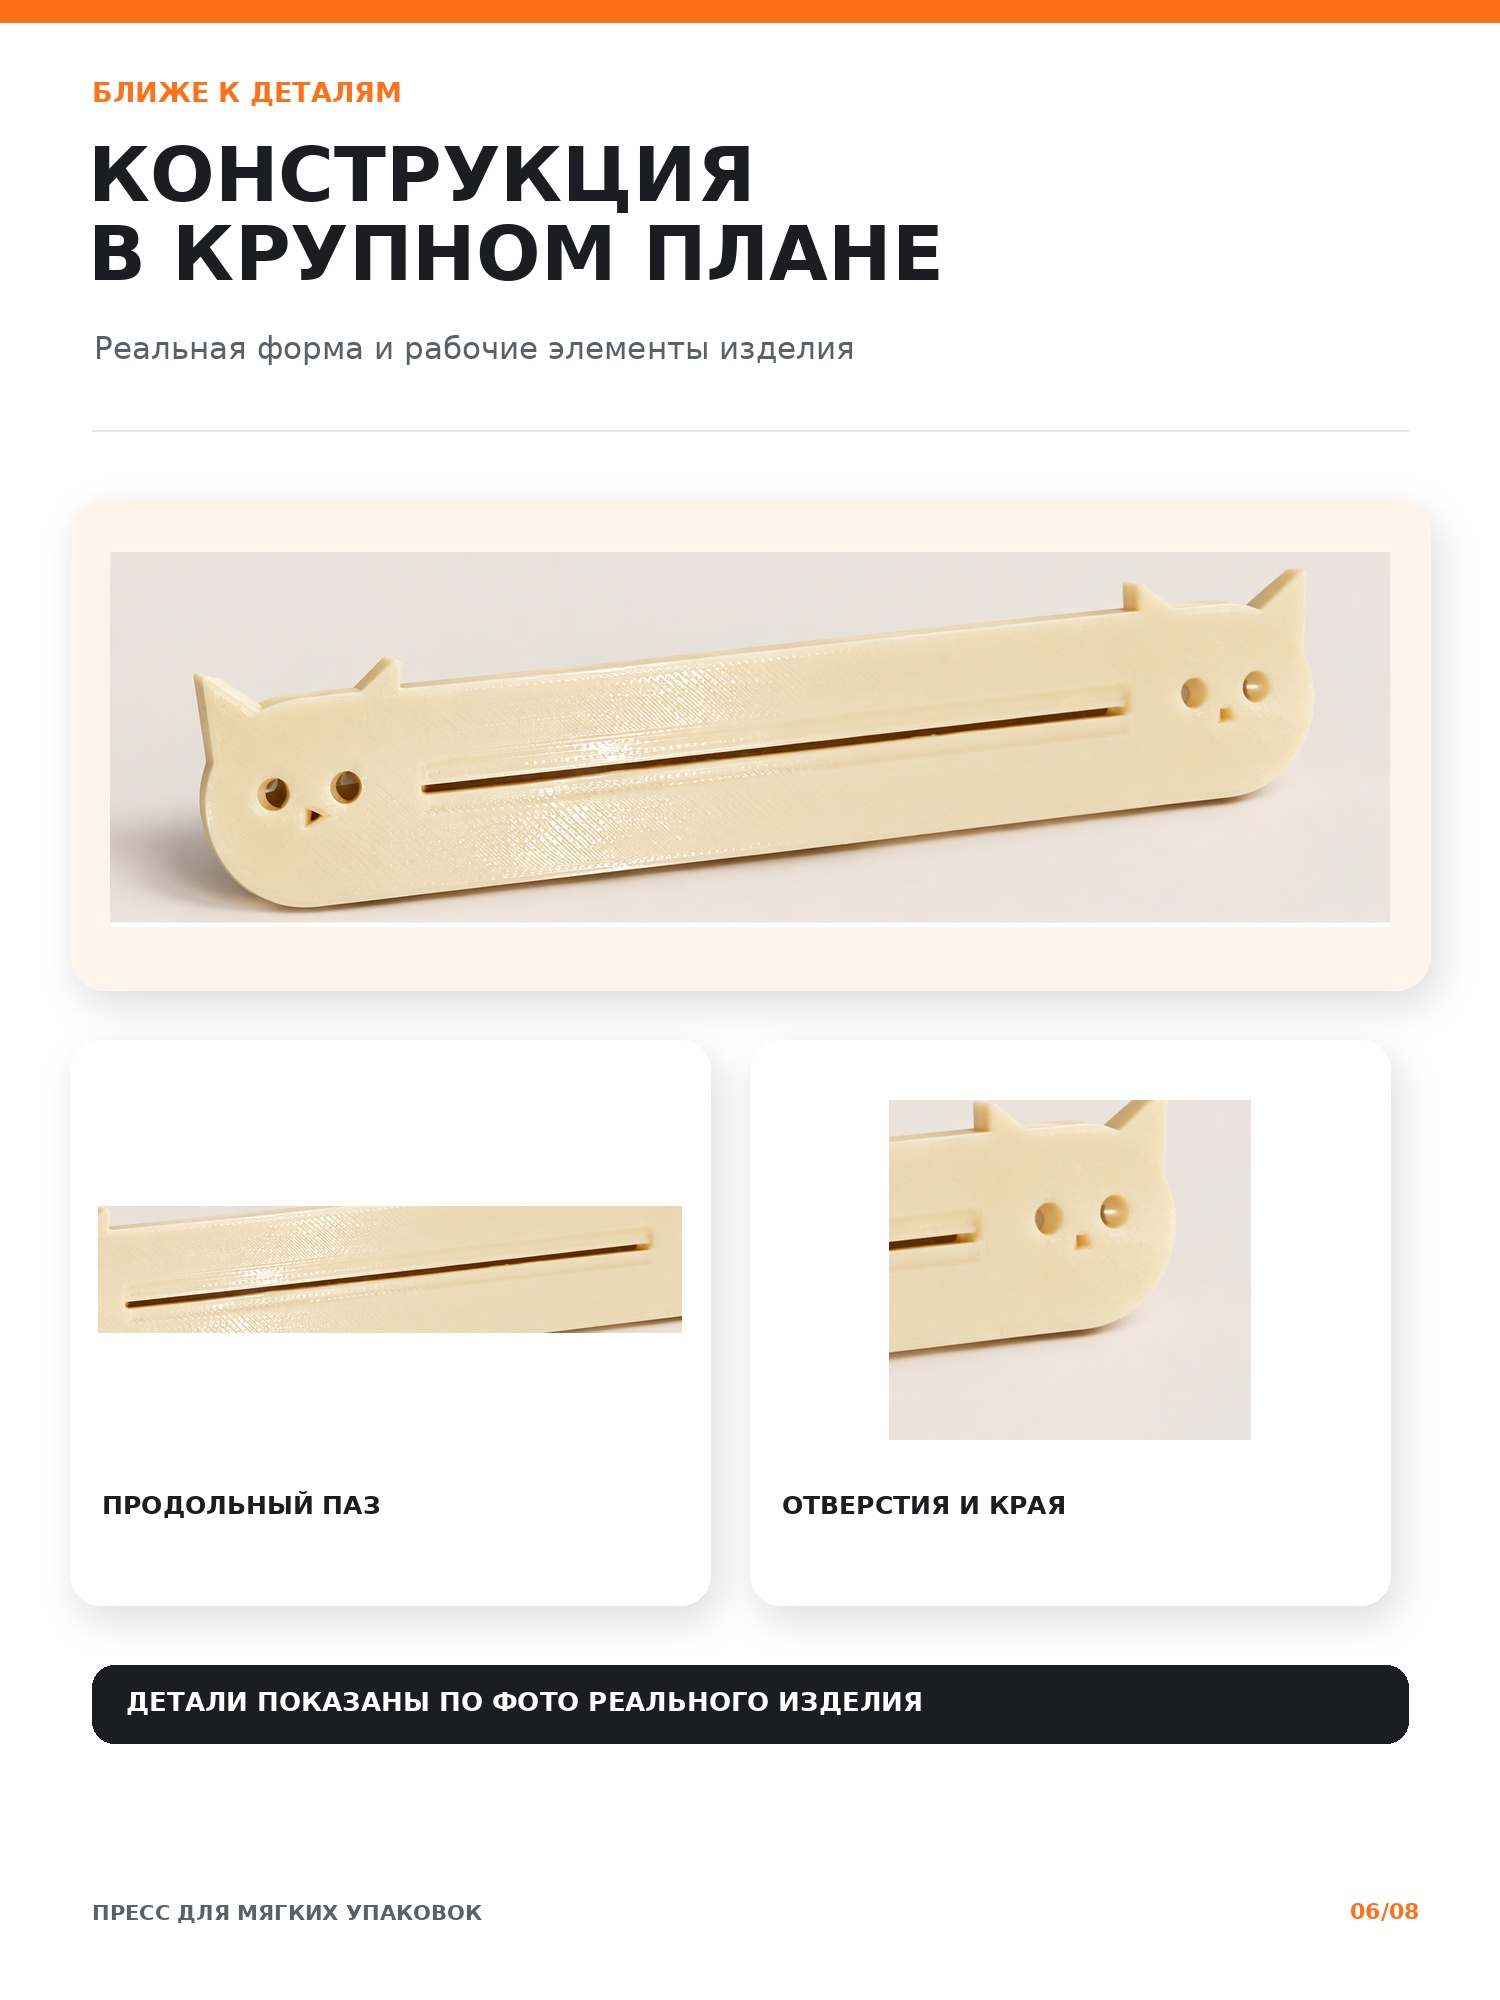 БЛИЖЕ К ДЕТАЛЯМ
КОНСТРУКЦИЯ
В КРУПНОМ ПЛАНЕ
Реальная форма и рабочие элементы изделия
ПРОДОЛЬНЫЙ ПАЗ
ОТВЕРСТИЯ И КРАЯ
ДЕТАЛИ ПОКАЗАНЫ ПО ФОТО РЕАЛЬНОГО ИЗДЕЛИЯ
ПРЕСС ДЛЯ МЯГКИХ УПАКОВОК
06/08